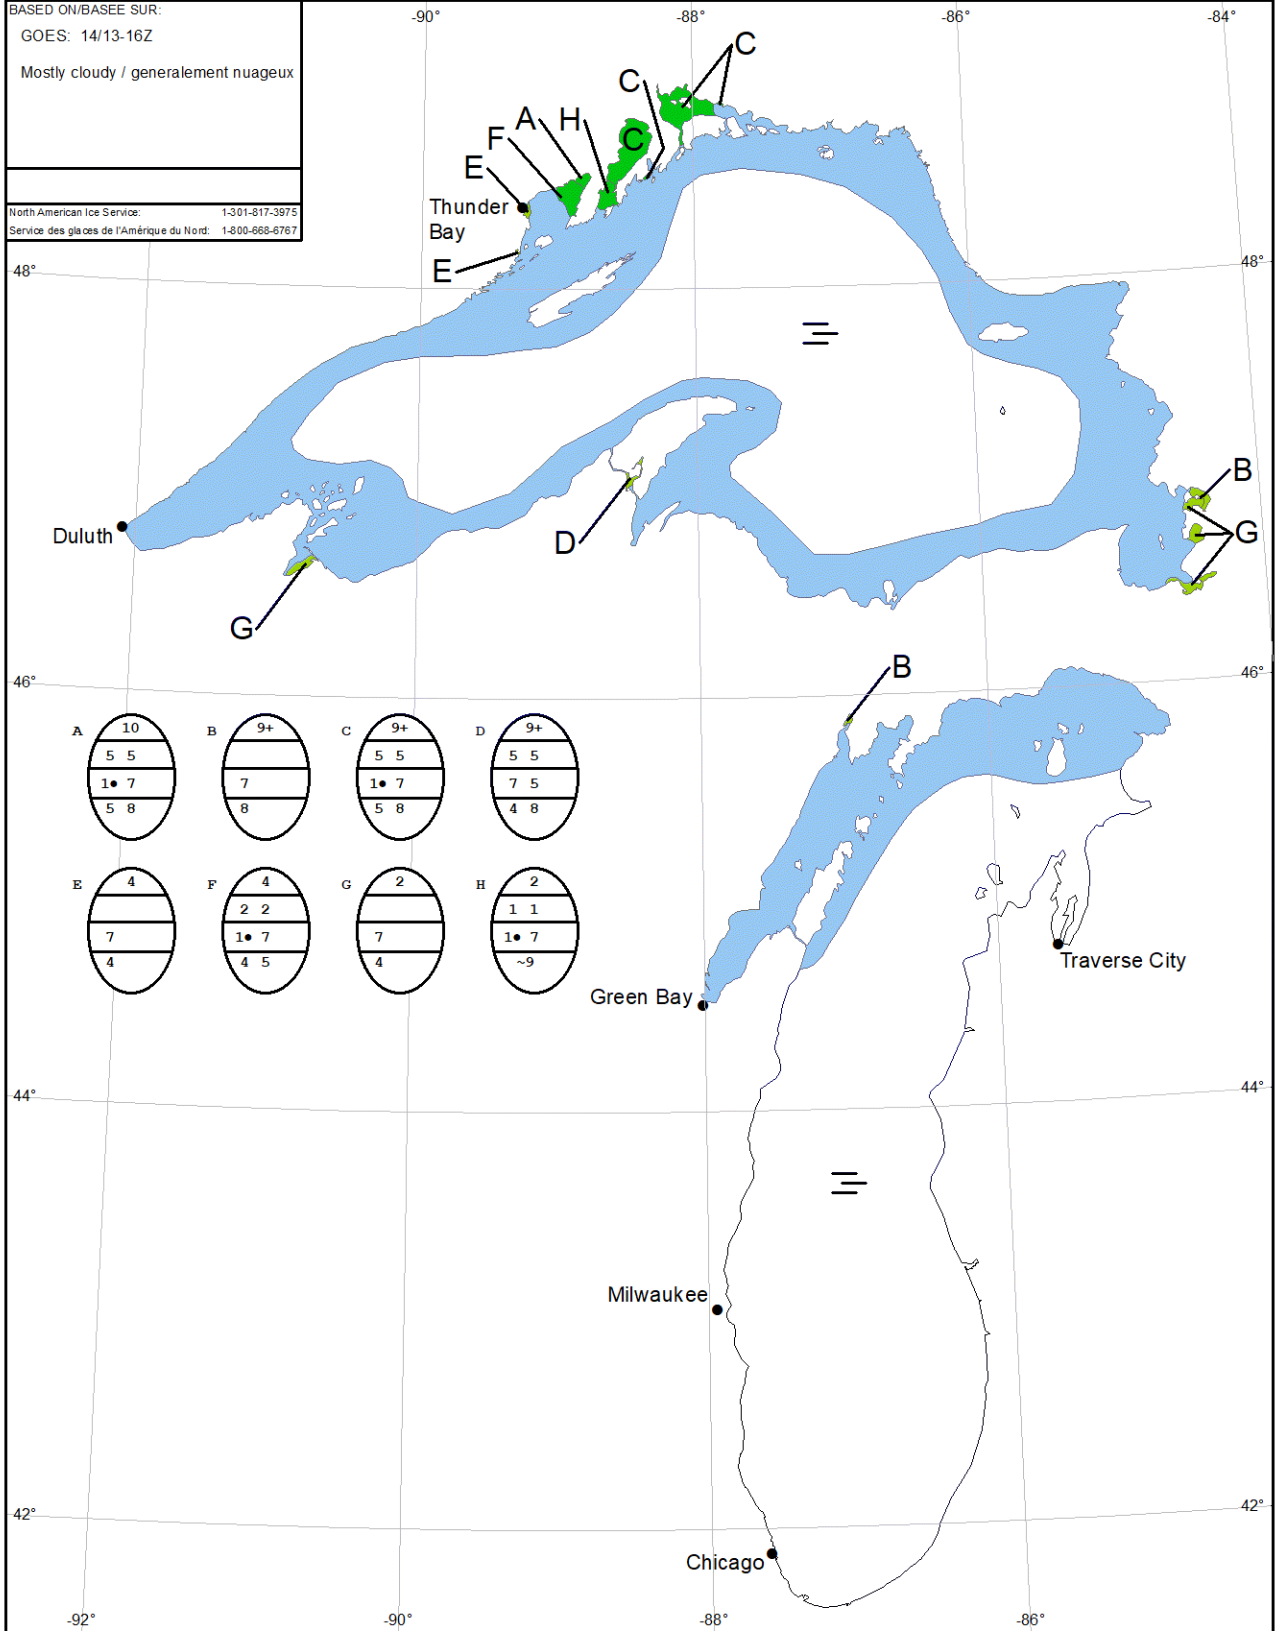 BASED ON/BASEE SUR:
GOES: 14/13-16Z
Mostly cloudy / generalement nuageux
North American Ice Service: 1-301-817-3975
Service des glaces de l'Amérique du Nord: 1-800-668-6767
-90° -88° -86° -84°
C
C
A H
F C
E
Thunder
Bay
E
48° 48°
B
Duluth
D G
G
46° 46°
B
A 10 B 9+ C 9+ D 9+
5 5 5 5 5 5
1• 7 7 1• 7 7 5
5 8 8 5 8 4 8
E 4 F 4 G 2 H 2
2 2 1 1
7 1• 7 7 1• 7
4 4 5 4 ~9
Traverse City
Green Bay
44° 44°
Milwaukee
42° 42°
Chicago
-92° -90° -88° -86°